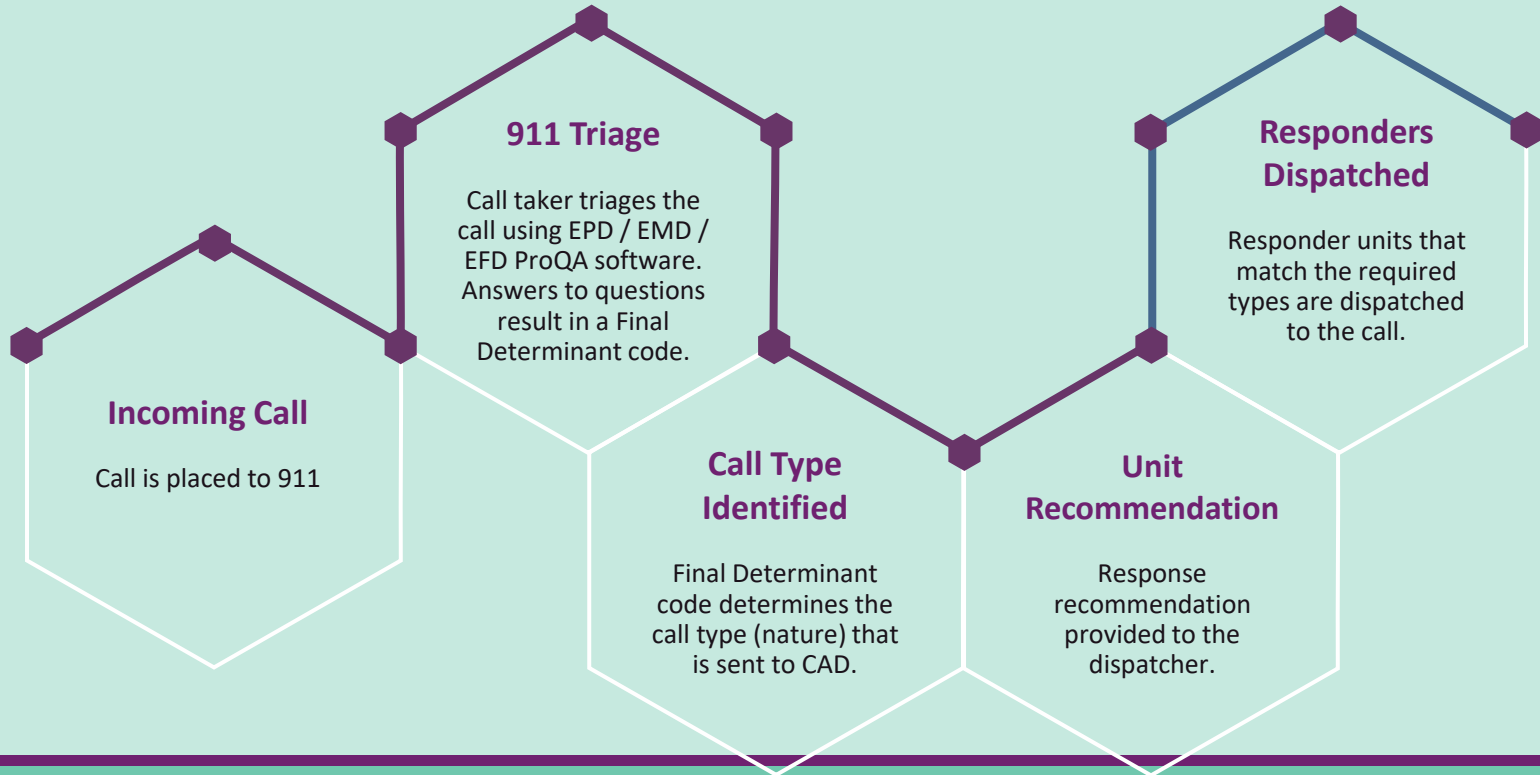 Incoming Call
Call is placed to 911
911 Triage
Call taker triages the
call using EPD / EMD /
EFD ProQA software.
Answers to questions
result in a Final
Determinant code.
Call Type
Identified
Final Determinant
code determines the
call type (nature) that
is sent to CAD.
Unit
Recommendation
Response
recommendation
provided to the
dispatcher.
Responders
Dispatched
Responder units that
match the required
types are dispatched
to the call.